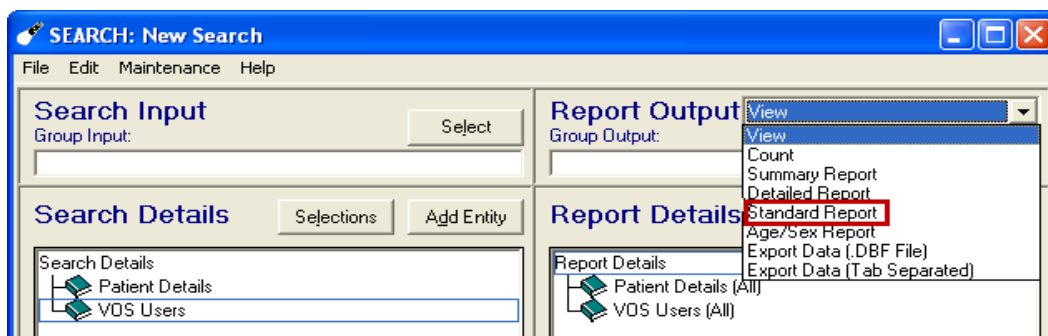 SEARCH: New Search
File Edit Maintenance Help
Search Input
Group Input:
Select
Report Output
Group Output:
View
View
Count
Summary Report
Detailed Report
Standard Report
Age/Sex Report
Export Data (.DBF File)
Export Data (Tab Separated)
Search Details
Selections
Add Entity
Search Details
Patient Details
VOS Users
Report Details
Report Details
Patient Details (All)
VOS Users (All)